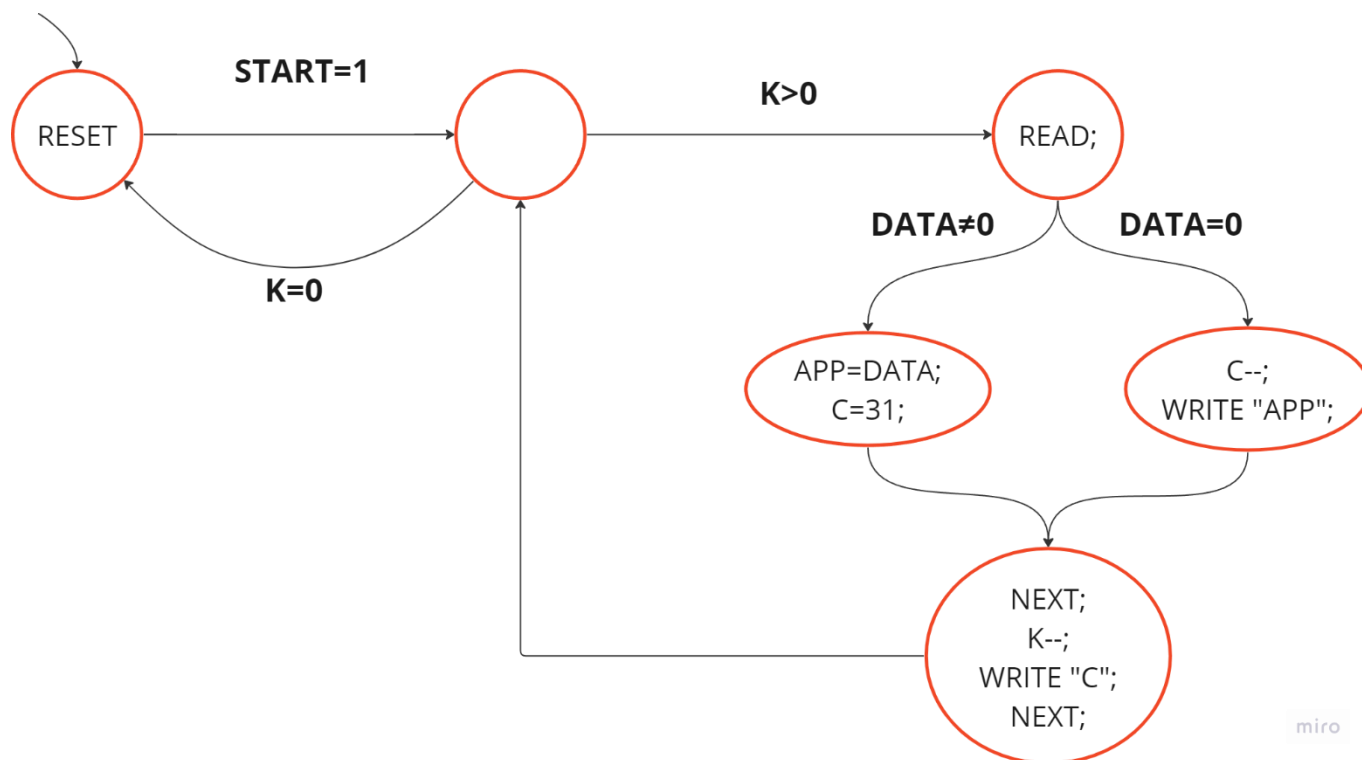 START=1
K>0
RESET
READ;
DATA≠0
DATA=0
K=0
APP=DATA;
C=31;
C--;
WRITE "APP";
NEXT;
K--;
WRITE "C";
NEXT;
miro